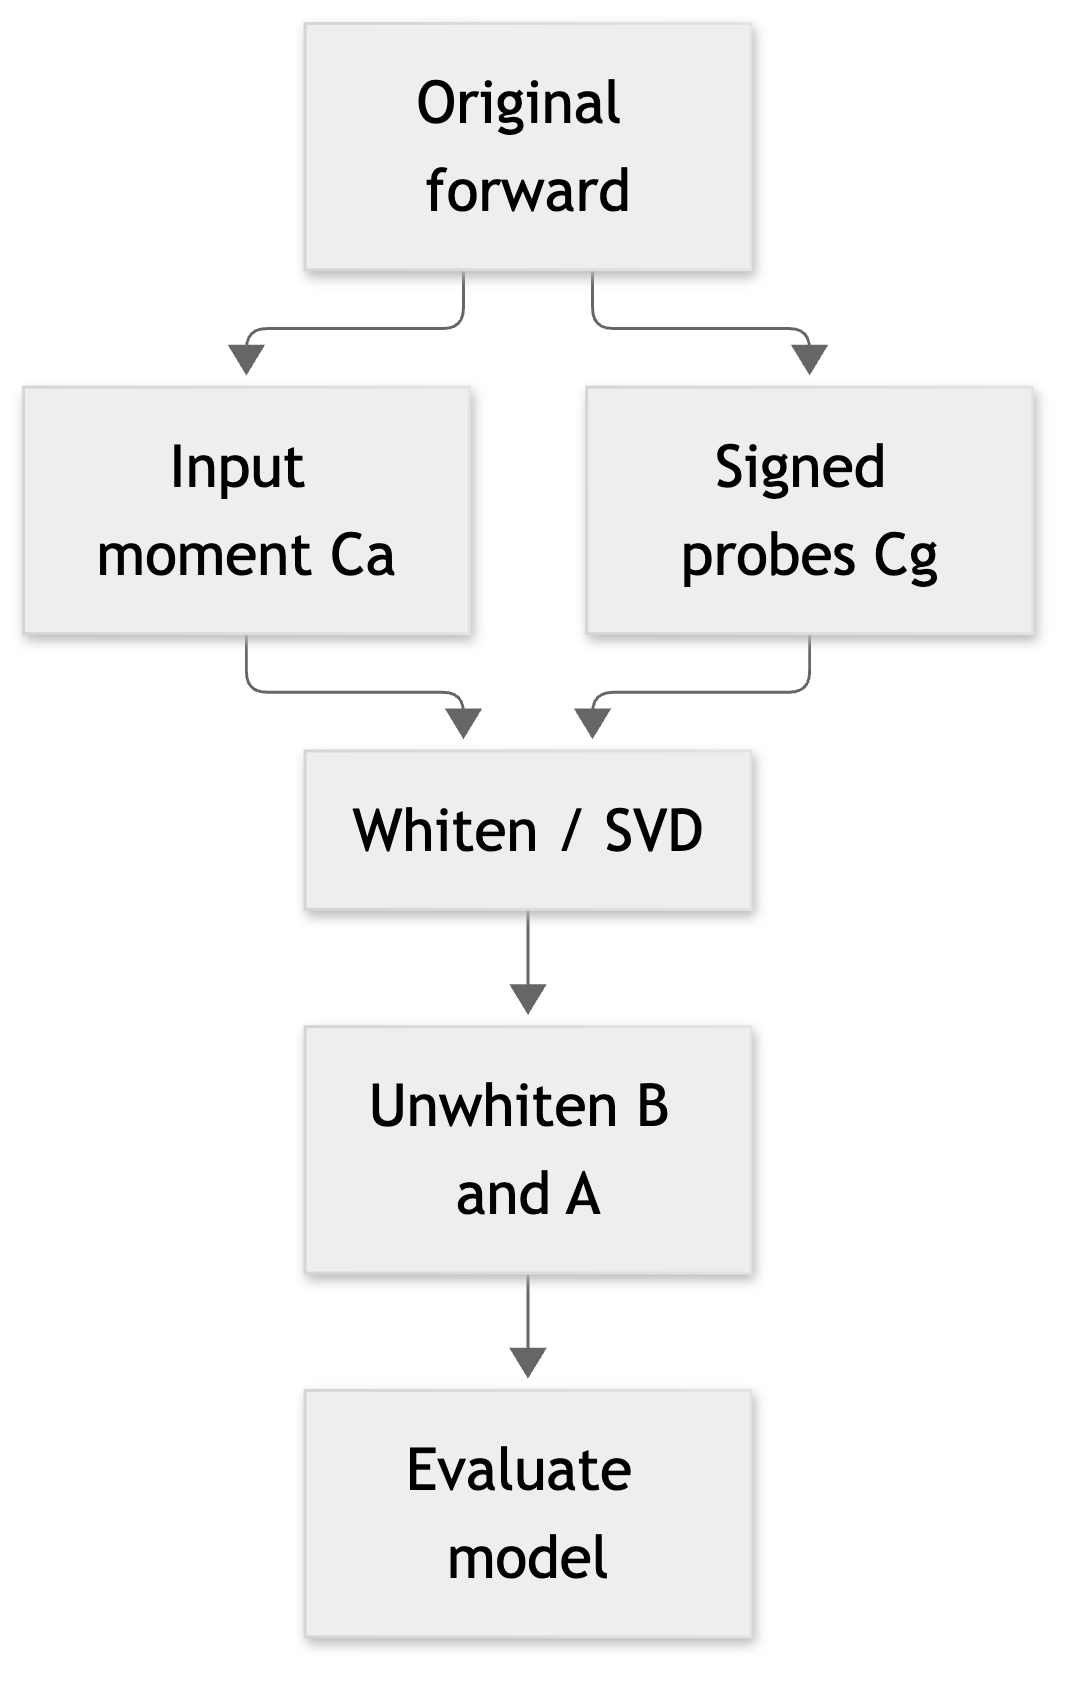 Original
forward
Input
moment Ca
Signed
probes Cg
Whiten / SVD
Unwhiten B
and A
Evaluate
model